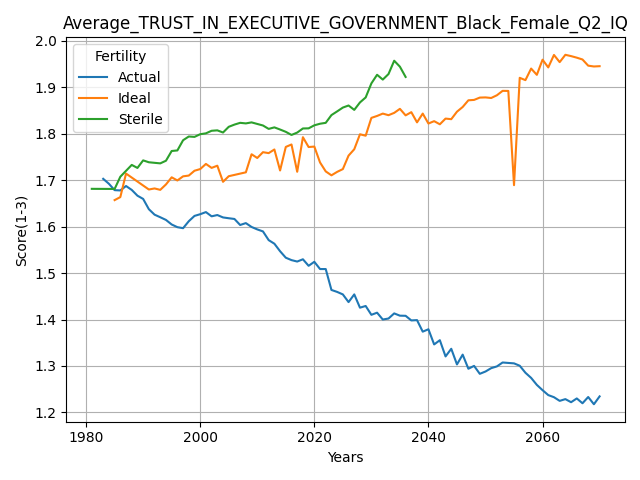 Average_TRUST_IN_EXECUTIVE_GOVERNMENT_Black_Female_Q2_IQ
Fertility
Actual
Ideal
Sterile
Score(1-3)
2.0
1.9
1.8
1.7
1.6
1.5
1.4
1.3
1.2
1980 2000 2020 2040 2060
Years